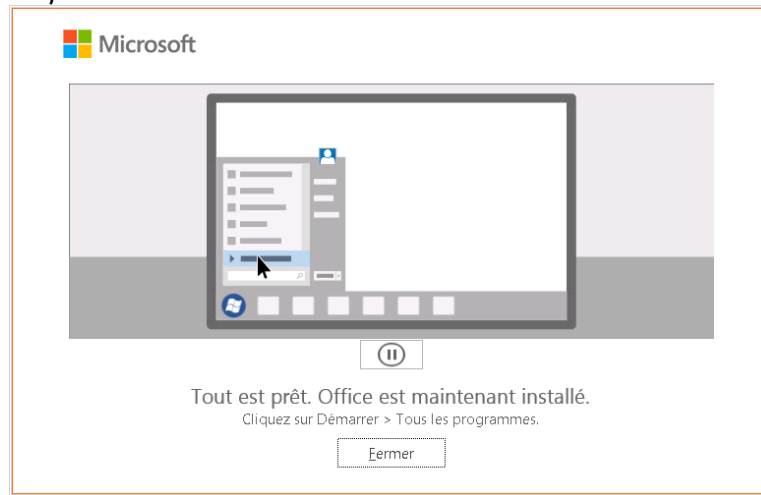 Microsoft
Tout est prêt. Office est maintenant installé.
Cliquez sur Démarrer > Tous les programmes.
Fermer